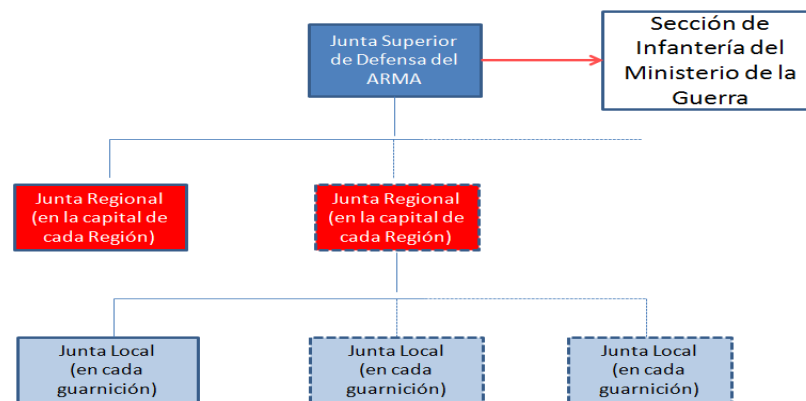 Junta Superior
de Defensa del
ARMA
Sección de
Infantería del
Ministerio de la
Guerra
Junta Regional
(en la capital de
cada Región)
Junta Regional
(en la capital de
cada Región)
Junta Local
(en cada
guarnición)
Junta Local
(en cada
guarnición)
Junta Local
(en cada
guarnición)